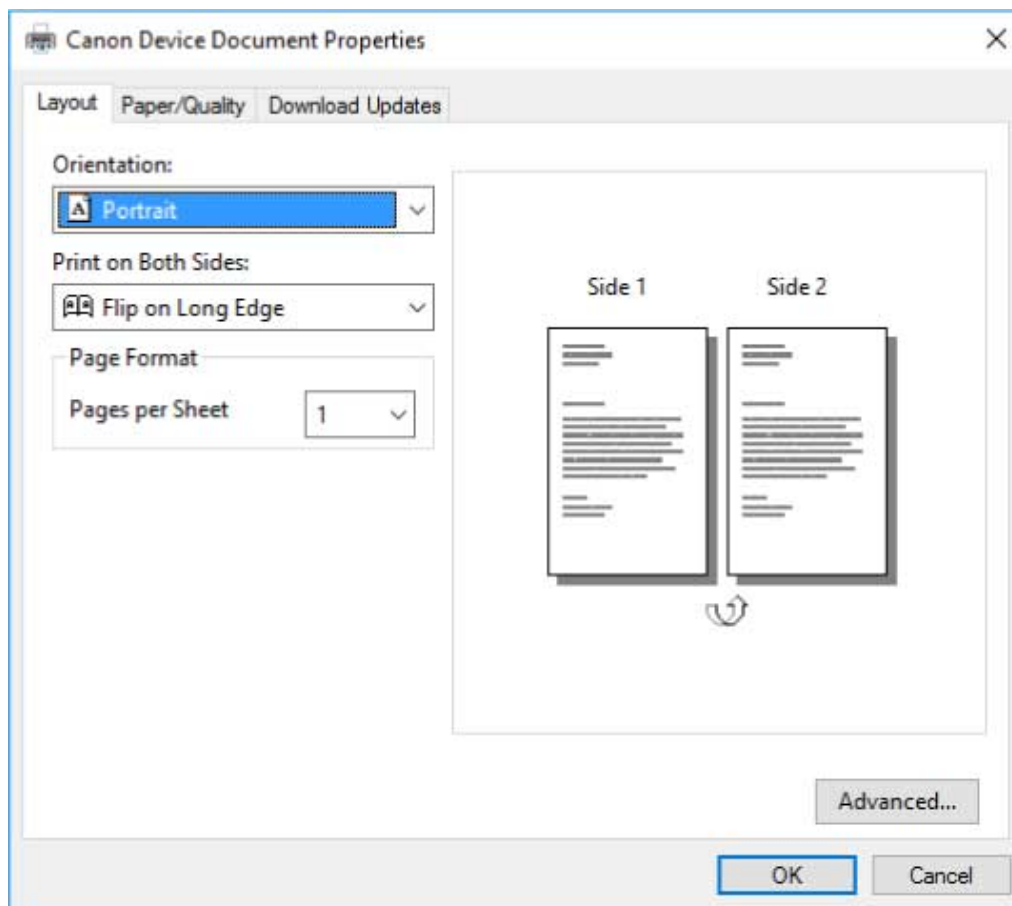 Canon Device Document Properties
Layout Paper/Quality Download Updates
Orientation:
A Portrait
Print on Both Sides:
Flip on Long Edge
Page Format
Pages per Sheet 1
Side 1 Side 2
Advanced...
OK Cancel